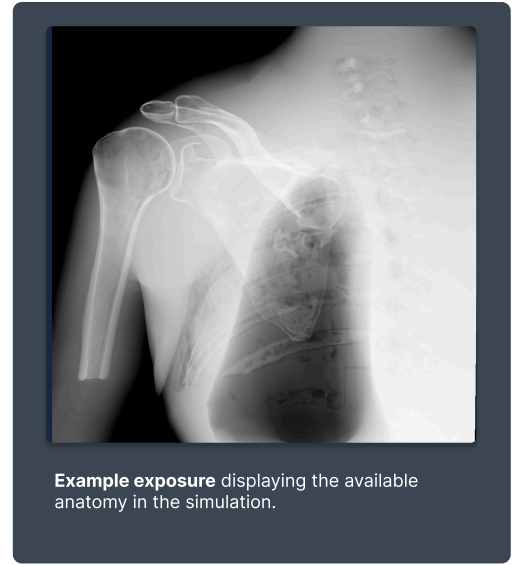 Example exposure displaying the available
anatomy in the simulation.